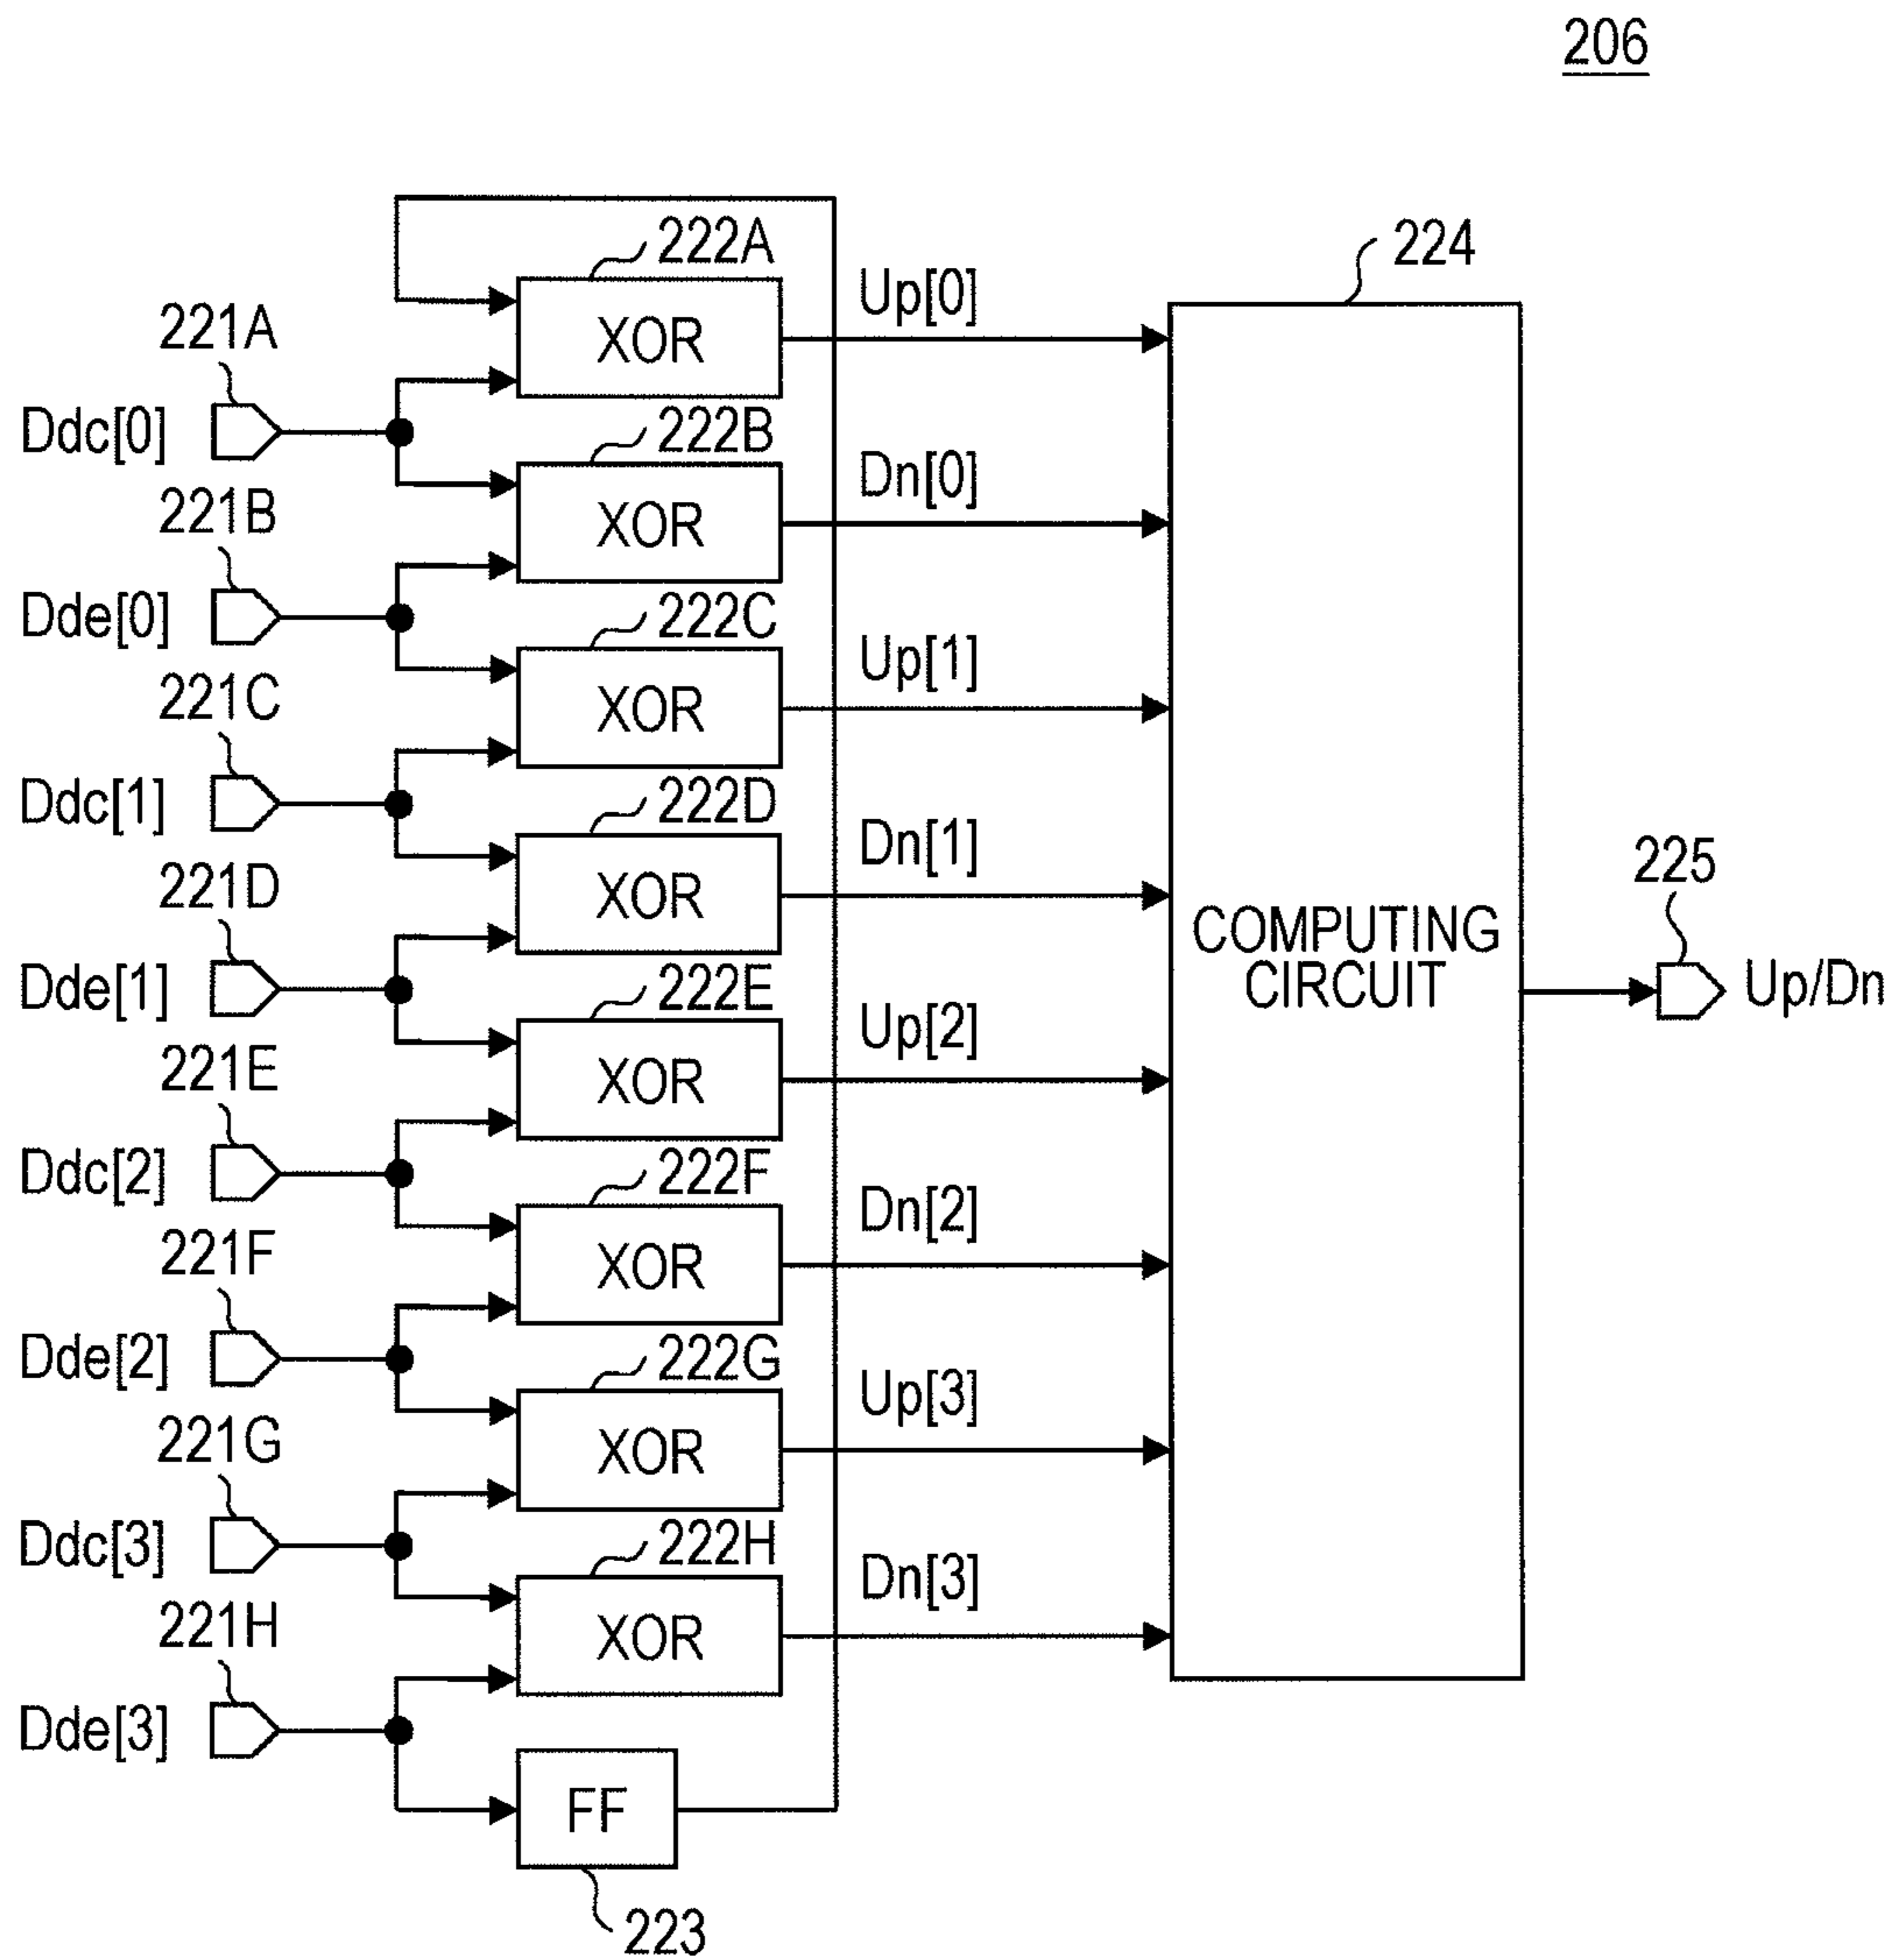 206
222A
Up[0]
224
221A
XOR
Ddc[0]
222B
Dn[0]
221B
XOR
Dde[0]
222C
Up[1]
221C
XOR
Ddc[1]
222D
Dn[1]
221D
XOR
COMPUTING
CIRCUIT
225
Up/Dn
Dde[1]
222E
Up[2]
221E
XOR
Ddc[2]
222F
Dn[2]
221F
XOR
Dde[2]
222G
Up[3]
221G
XOR
Ddc[3]
222H
Dn[3]
221H
XOR
Dde[3]
FF
223